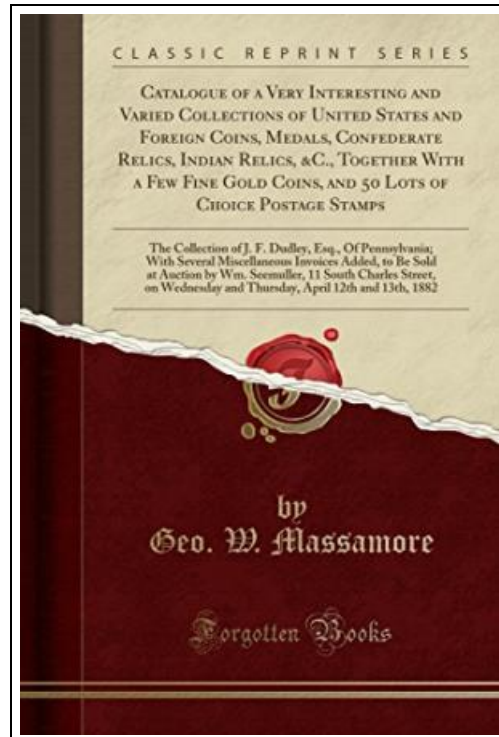 CLASSIC REPRINT SERIES
CATALOGUE OF A VERY INTERESTING AND
VARIED COLLECTIONS OF UNITED STATES AND
FOREIGN COINS, MEDALS, CONFEDERATE
RELICS, INDIAN RELICS, &C., TOGETHER WITH
A FEW FINE GOLD COINS, AND 50 LOTS OF
CHOICE POSTAGE STAMPS
The Collection of J. F. Dudley, Esq., Of Pennsylvania;
With Several Miscellaneous Invoices Added, to Be Sold
at Auction by Wm. Seemuller, 11 South Charles Street,
on Wednesday and Thursday, April 12th and 13th, 1882
by
Geo. W. Massamore
Forgotten Books